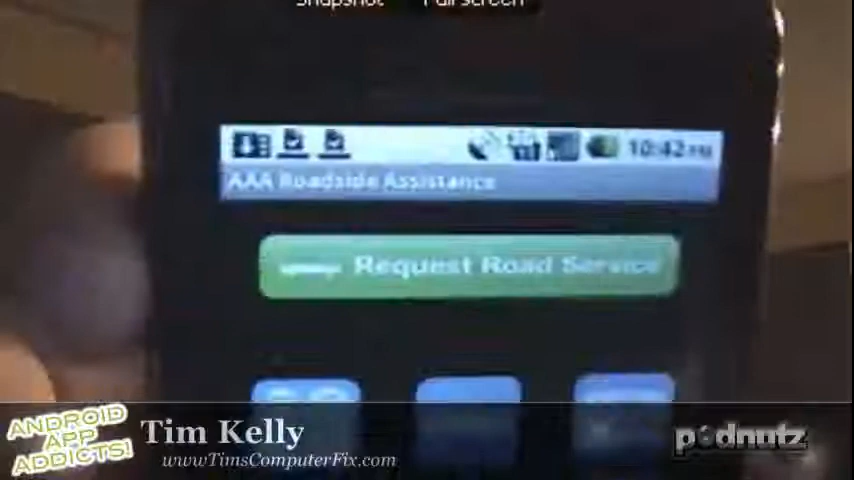 Snapshot Full screen
10:42 PM
AAA Roadside Assistance
Request Road Service
ANDROID
APP
ADDICTS!
Tim Kelly
www.TimsComputerFix.com
podnutz